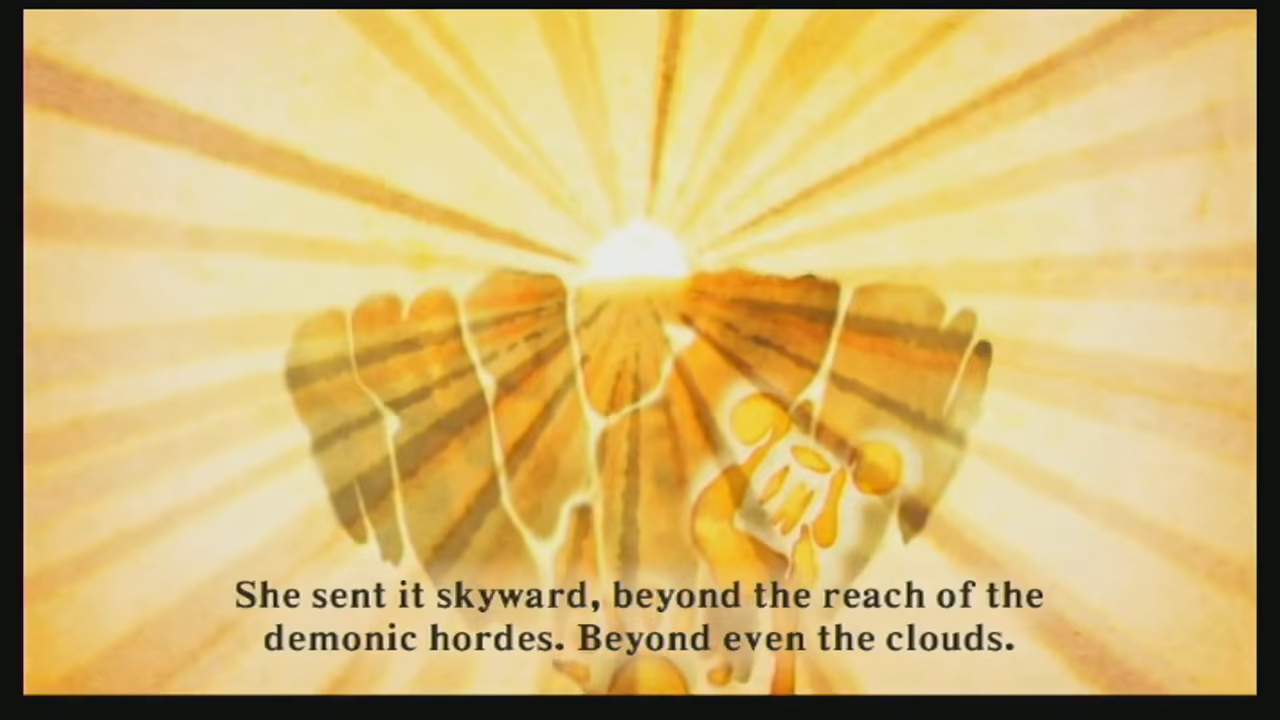 She sent it skyward, beyond the reach of the
demonic hordes. Beyond even the clouds.